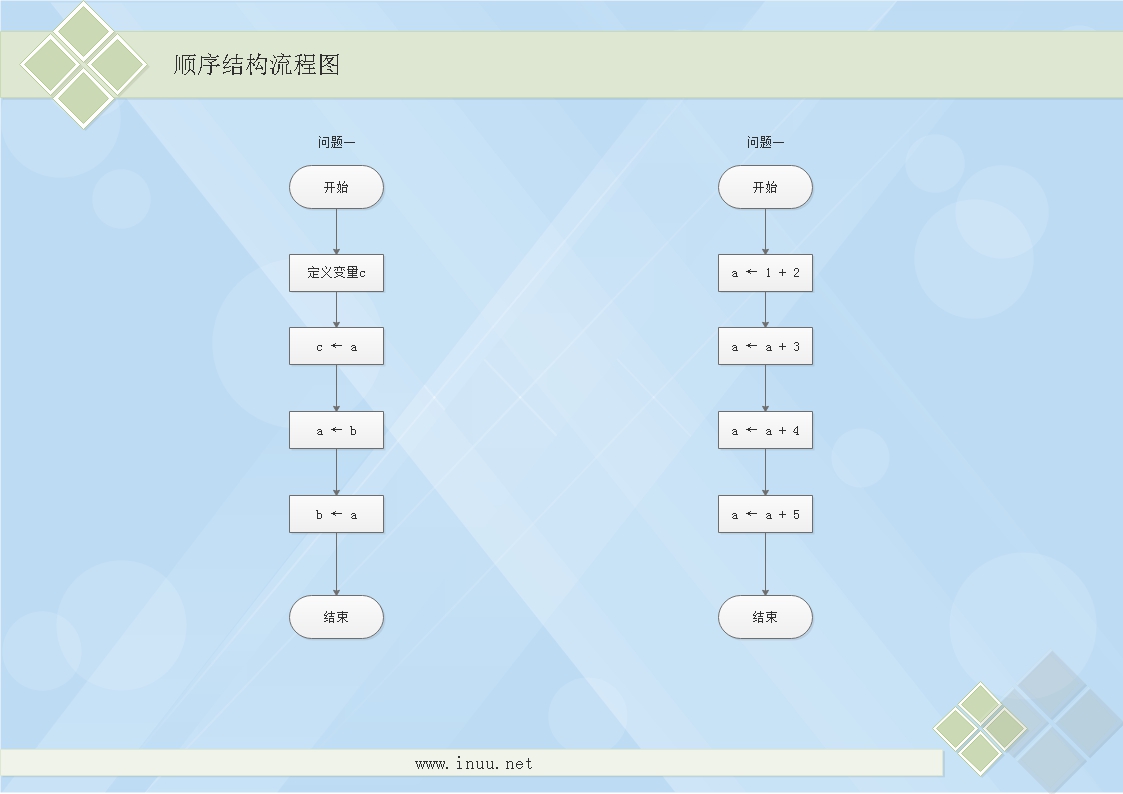 顺序结构流程图
问题一
开始
定义变量c
c ← a
a ← b
b ← a
结束
问题一
开始
a ← 1 + 2
a ← a + 3
a ← a + 4
a ← a + 5
结束
www.inuu.net